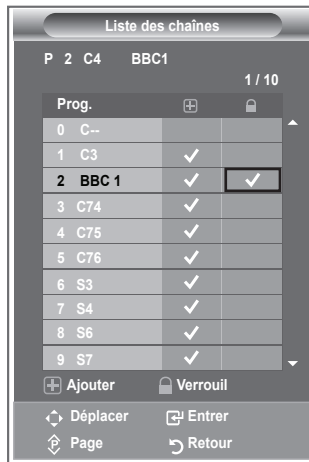 Liste des chaînes
P 2 C4 BBC1
1 / 10
Prog.
0 C--
1 C3
2 BBC 1
3 C74
4 C75
5 C76
6 S3
7 S4
8 S6
9 S7
Ajouter Verrouil
Déplacer Entrer
Page Retour